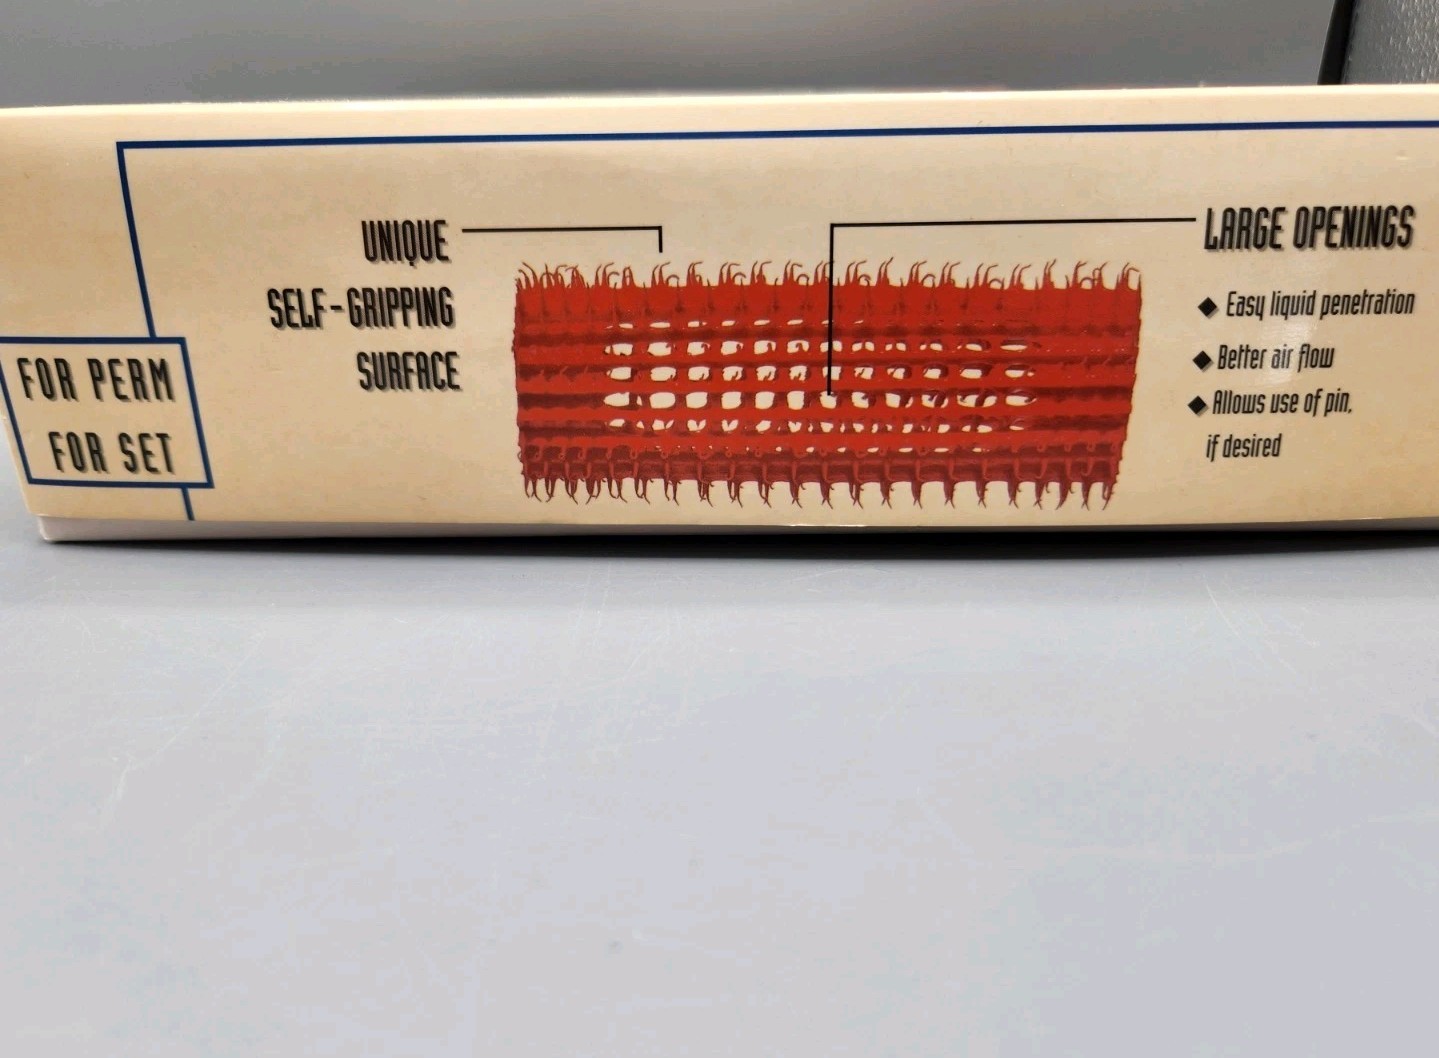 UNIQUE
SELF-GRIPPING
SURFACE
FOR PERM
FOR SET
LARGE OPENINGS
◆ Easy liquid penetration
◆ Better air flow
◆ Allows use of pin,
if desired